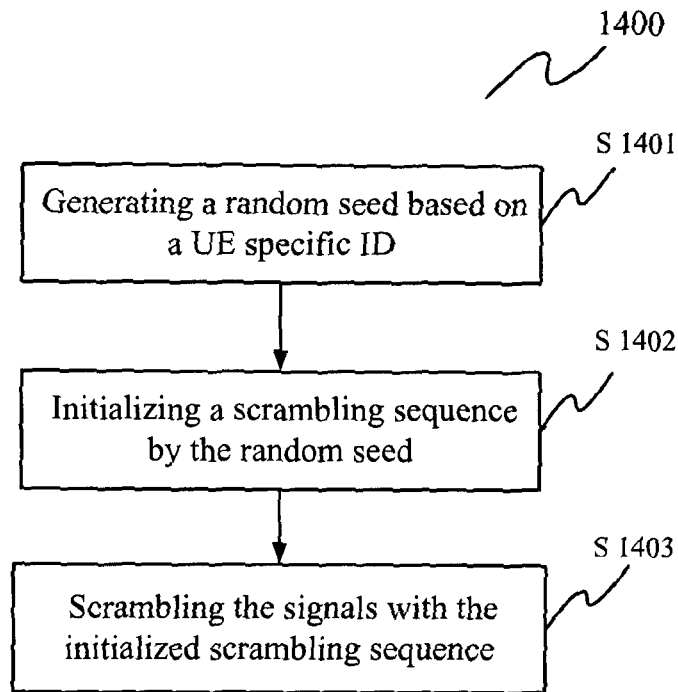 1400
S 1401
Generating a random seed based on
a UE specific ID
S 1402
Initializing a scrambling sequence
by the random seed
S 1403
Scrambling the signals with the
initialized scrambling sequence